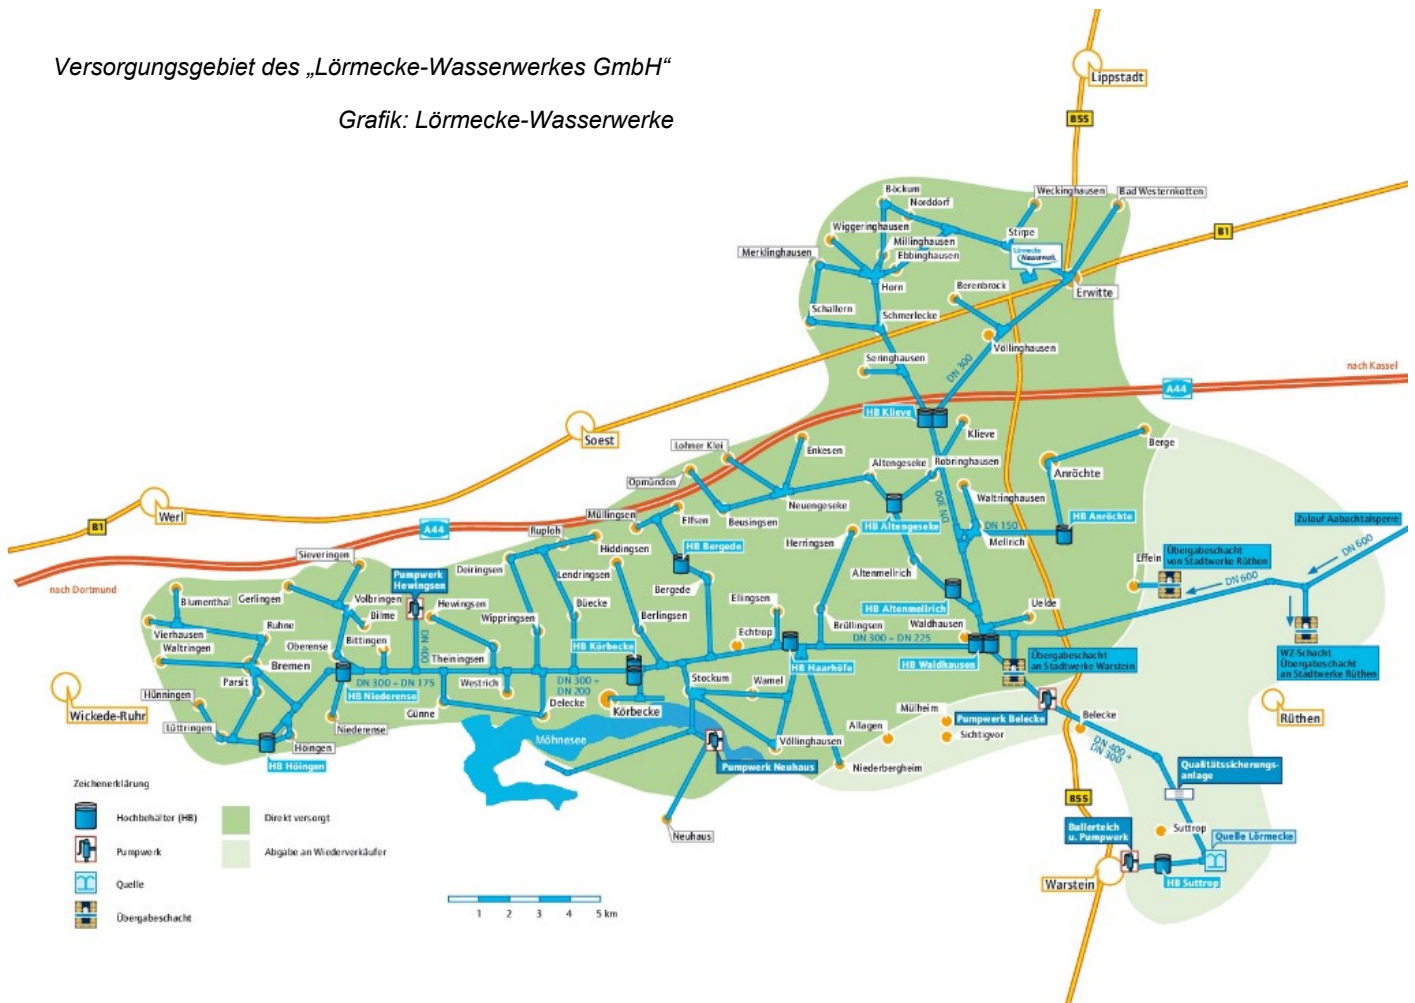 Versorgungsgebiet des „Lörmecke-Wasserwerkes GmbH“
Grafik: Lörmecke-Wasserwerke
Lippstadt
B55
Böckum
Norddorf
Weckinghausen
Bad Westernkotten
Wiggeringhausen
Stirpe
B1
Millinghausen
Merklinghausen
Ebbinghausen
Lörmecke
Wasserwerk
Horn
Berenbrock
Erwitte
Schallern
Schmerlecke
Völlinghausen
Seringhausen
DN 300
nach Kassel
A44
HB Klieve
Soest
Klieve
Berge
Lohner Klei
Enkesen
Altengeseke
Robringhausen
Anröchte
Opmünden
Werl
Müllingsen
Neuengeseke
DN 300
Waltringhausen
B1
A44
Elfsen
Beusingsen
HB Altengeseke
DN 150
HB Anröchte
Zulauf Aabachtalsperre
Ruploh
Hiddingsen
HB Bergede
Herringsen
Mellrich
DN 600
Sieveringen
Effeln
Übergabeschacht
von Stadtwerke Rüthen
nach Dortmund
Pumpwerk
Hewingsen
Deiringsen
Lendringsen
Altenmellrich
DN 600
Blumenthal
Gerlingen
Volbringen
Hewingsen
Büecke
Bergede
Ellingsen
HB Altenmellrich
Bilme
Wippringsen
Berlingsen
Uelde
Vierhausen
Ruhne
Brüllingsen
Waldhausen
Waltringen
Oberense
Bittingen
DN 400
Theiningsen
HB Körbecke
Echtrop
DN 300 + DN 225
Bremen
HB Haarhöfe
HB Waldhausen
Übergabeschacht
an Stadtwerke Warstein
WZ-Schacht
Übergabeschacht
an Stadtwerke Rüthen
Parsit
HB Niederense
DN 300 + DN 175
Westrich
DN 300 +
DN 200
Stockum
Wamel
Hünningen
Wickede-Ruhr
Günne
Delecke
Körbecke
Mülheim
Pumpwerk Belecke
Belecke
Rüthen
Lüttringen
Höingen
Niederense
Allagen
Sichtigvor
Möhnesee
Völlinghausen
DN 400 +
DN 300
HB Höingen
Pumpwerk Neuhaus
Niederbergheim
Qualitätssicherungs-
anlage
Zeichenerklärung
B55
Hochbehälter (HB)
Direkt versorgt
Neuhaus
Bullerteich
u. Pumpwerk
Suttrop
Quelle Lörmecke
Pumpwerk
Abgabe an Wiederverkäufer
Quelle
Warstein
HB Suttrop
Übergabeschacht
1 2 3 4 5 km